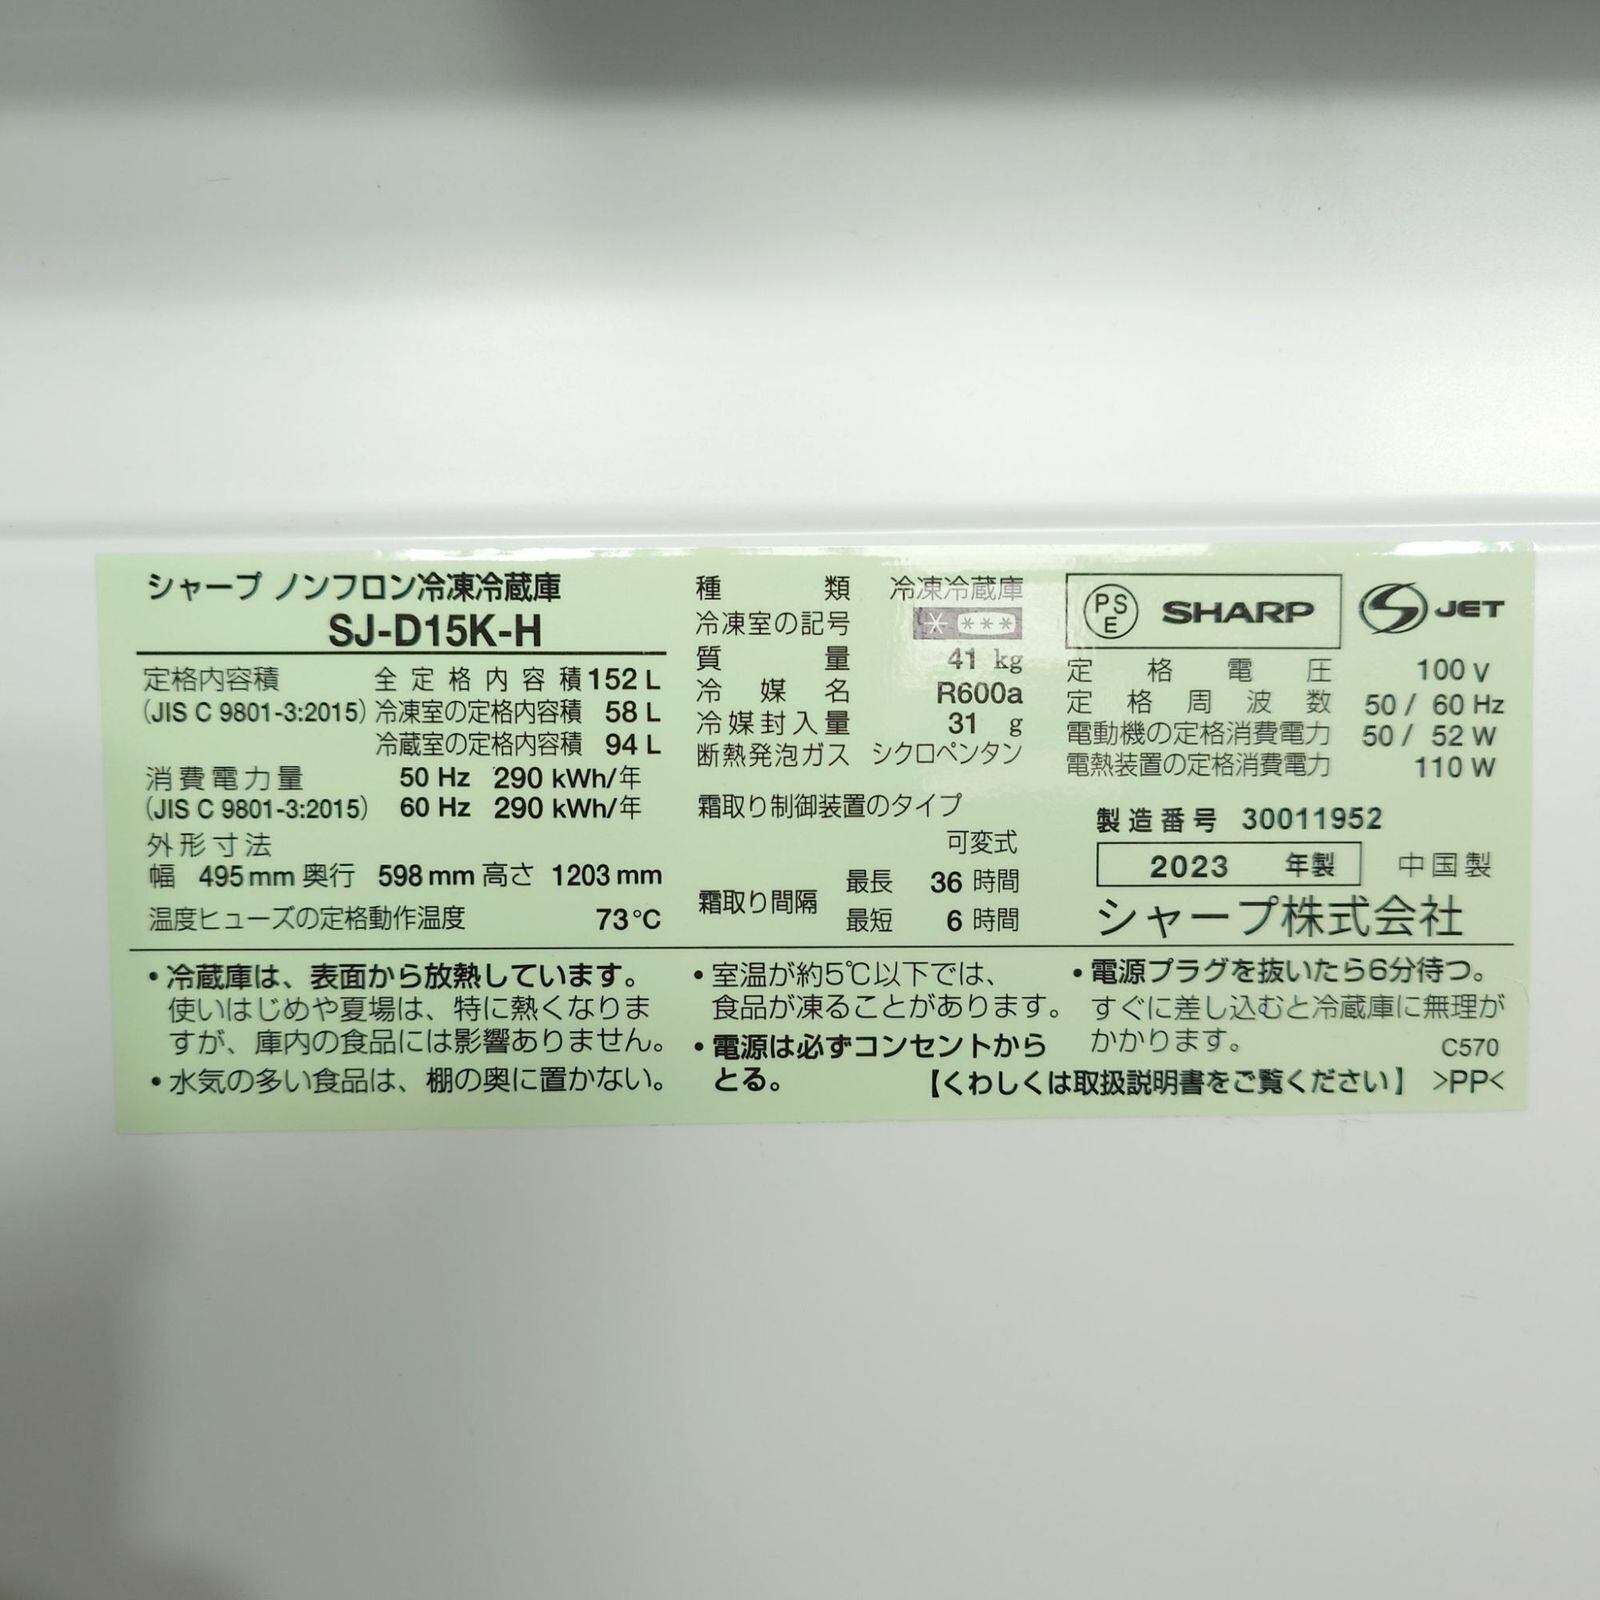 シャープ ノンフロン冷凍冷蔵庫
SJ-D15K-H
定格内容積 全定格内容積 152 L
(JIS C 9801-3:2015) 冷凍室の定格内容積 58 L
冷蔵室の定格内容積 94 L
消費電力量 50 Hz 290 kWh/年
(JIS C 9801-3:2015) 60 Hz 290 kWh/年
外形寸法
幅 495 mm 奥行 598 mm 高さ 1203 mm
温度ヒューズの定格動作温度 73℃
種類 冷凍冷蔵庫
冷凍室の記号 * ***
質量 41 kg
冷媒名 R600a
冷媒封入量 31 g
断熱発泡ガス シクロペンタン
霜取り制御装置のタイプ
可変式
霜取り間隔 最長 36 時間
最短 6 時間
PSE SHARP S JET
定格電圧 100 V
定格周波数 50 / 60 Hz
電動機の定格消費電力 50 / 52 W
電熱装置の定格消費電力 110 W
製造番号 30011952
2023 年製 中国製
シャープ株式会社
・冷蔵庫は、表面から放熱しています。
使いはじめや夏場は、特に熱くなりま
すが、庫内の食品には影響ありません。
・水気の多い食品は、棚の奥に置かない。
・室温が約5℃以下では、
食品が凍ることがあります。
・電源は必ずコンセントから
とる。
・電源プラグを抜いたら6分待つ。
すぐに差し込むと冷蔵庫に無理が
かかります。 C570
【くわしくは取扱説明書をご覧ください】 >PP<